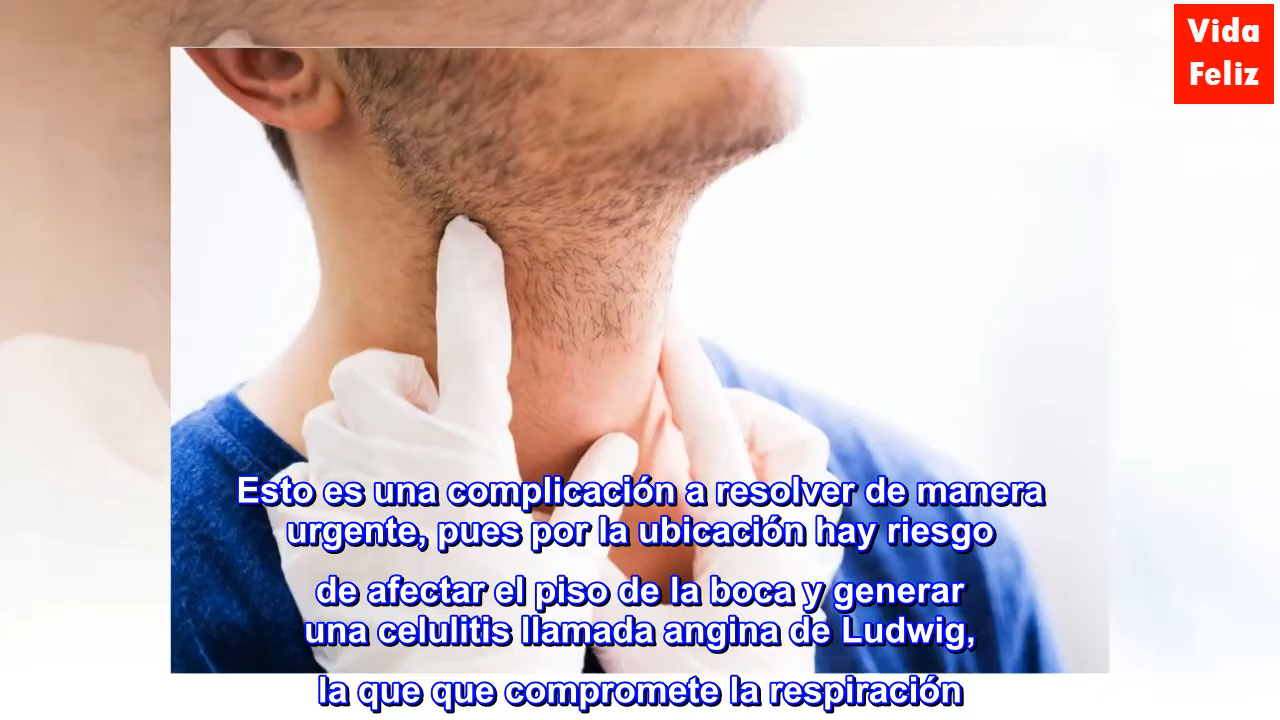 Vida
Feliz
Esto es una complicación a resolver de manera
urgente, pues por la ubicación hay riesgo
de afectar el piso de la boca y generar
una celulitis llamada angina de Ludwig,
la que que compromete la respiración